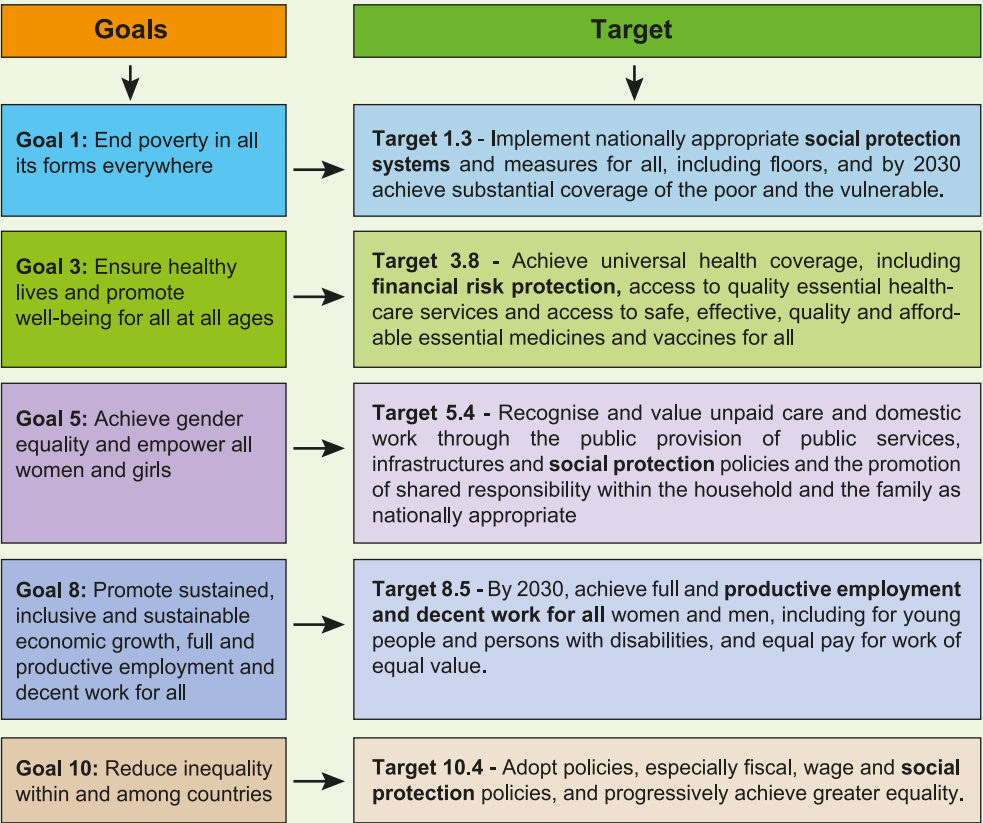 Goals
Target
Goal 1: End poverty in all
its forms everywhere
Target 1.3 - Implement nationally appropriate social protection
systems and measures for all, including floors, and by 2030
achieve substantial coverage of the poor and the vulnerable.
Goal 3: Ensure healthy
lives and promote
well-being for all at all ages
Target 3.8 - Achieve universal health coverage, including
financial risk protection, access to quality essential health-
care services and access to safe, effective, quality and afford-
able essential medicines and vaccines for all
Goal 5: Achieve gender
equality and empower all
women and girls
Target 5.4 - Recognise and value unpaid care and domestic
work through the public provision of public services,
infrastructures and social protection policies and the promotion
of shared responsibility within the household and the family as
nationally appropriate
Goal 8: Promote sustained,
inclusive and sustainable
economic growth, full and
productive employment and
decent work for all
Target 8.5 - By 2030, achieve full and productive employment
and decent work for all women and men, including for young
people and persons with disabilities, and equal pay for work of
equal value.
Goal 10: Reduce inequality
within and among countries
Target 10.4 - Adopt policies, especially fiscal, wage and social
protection policies, and progressively achieve greater equality.